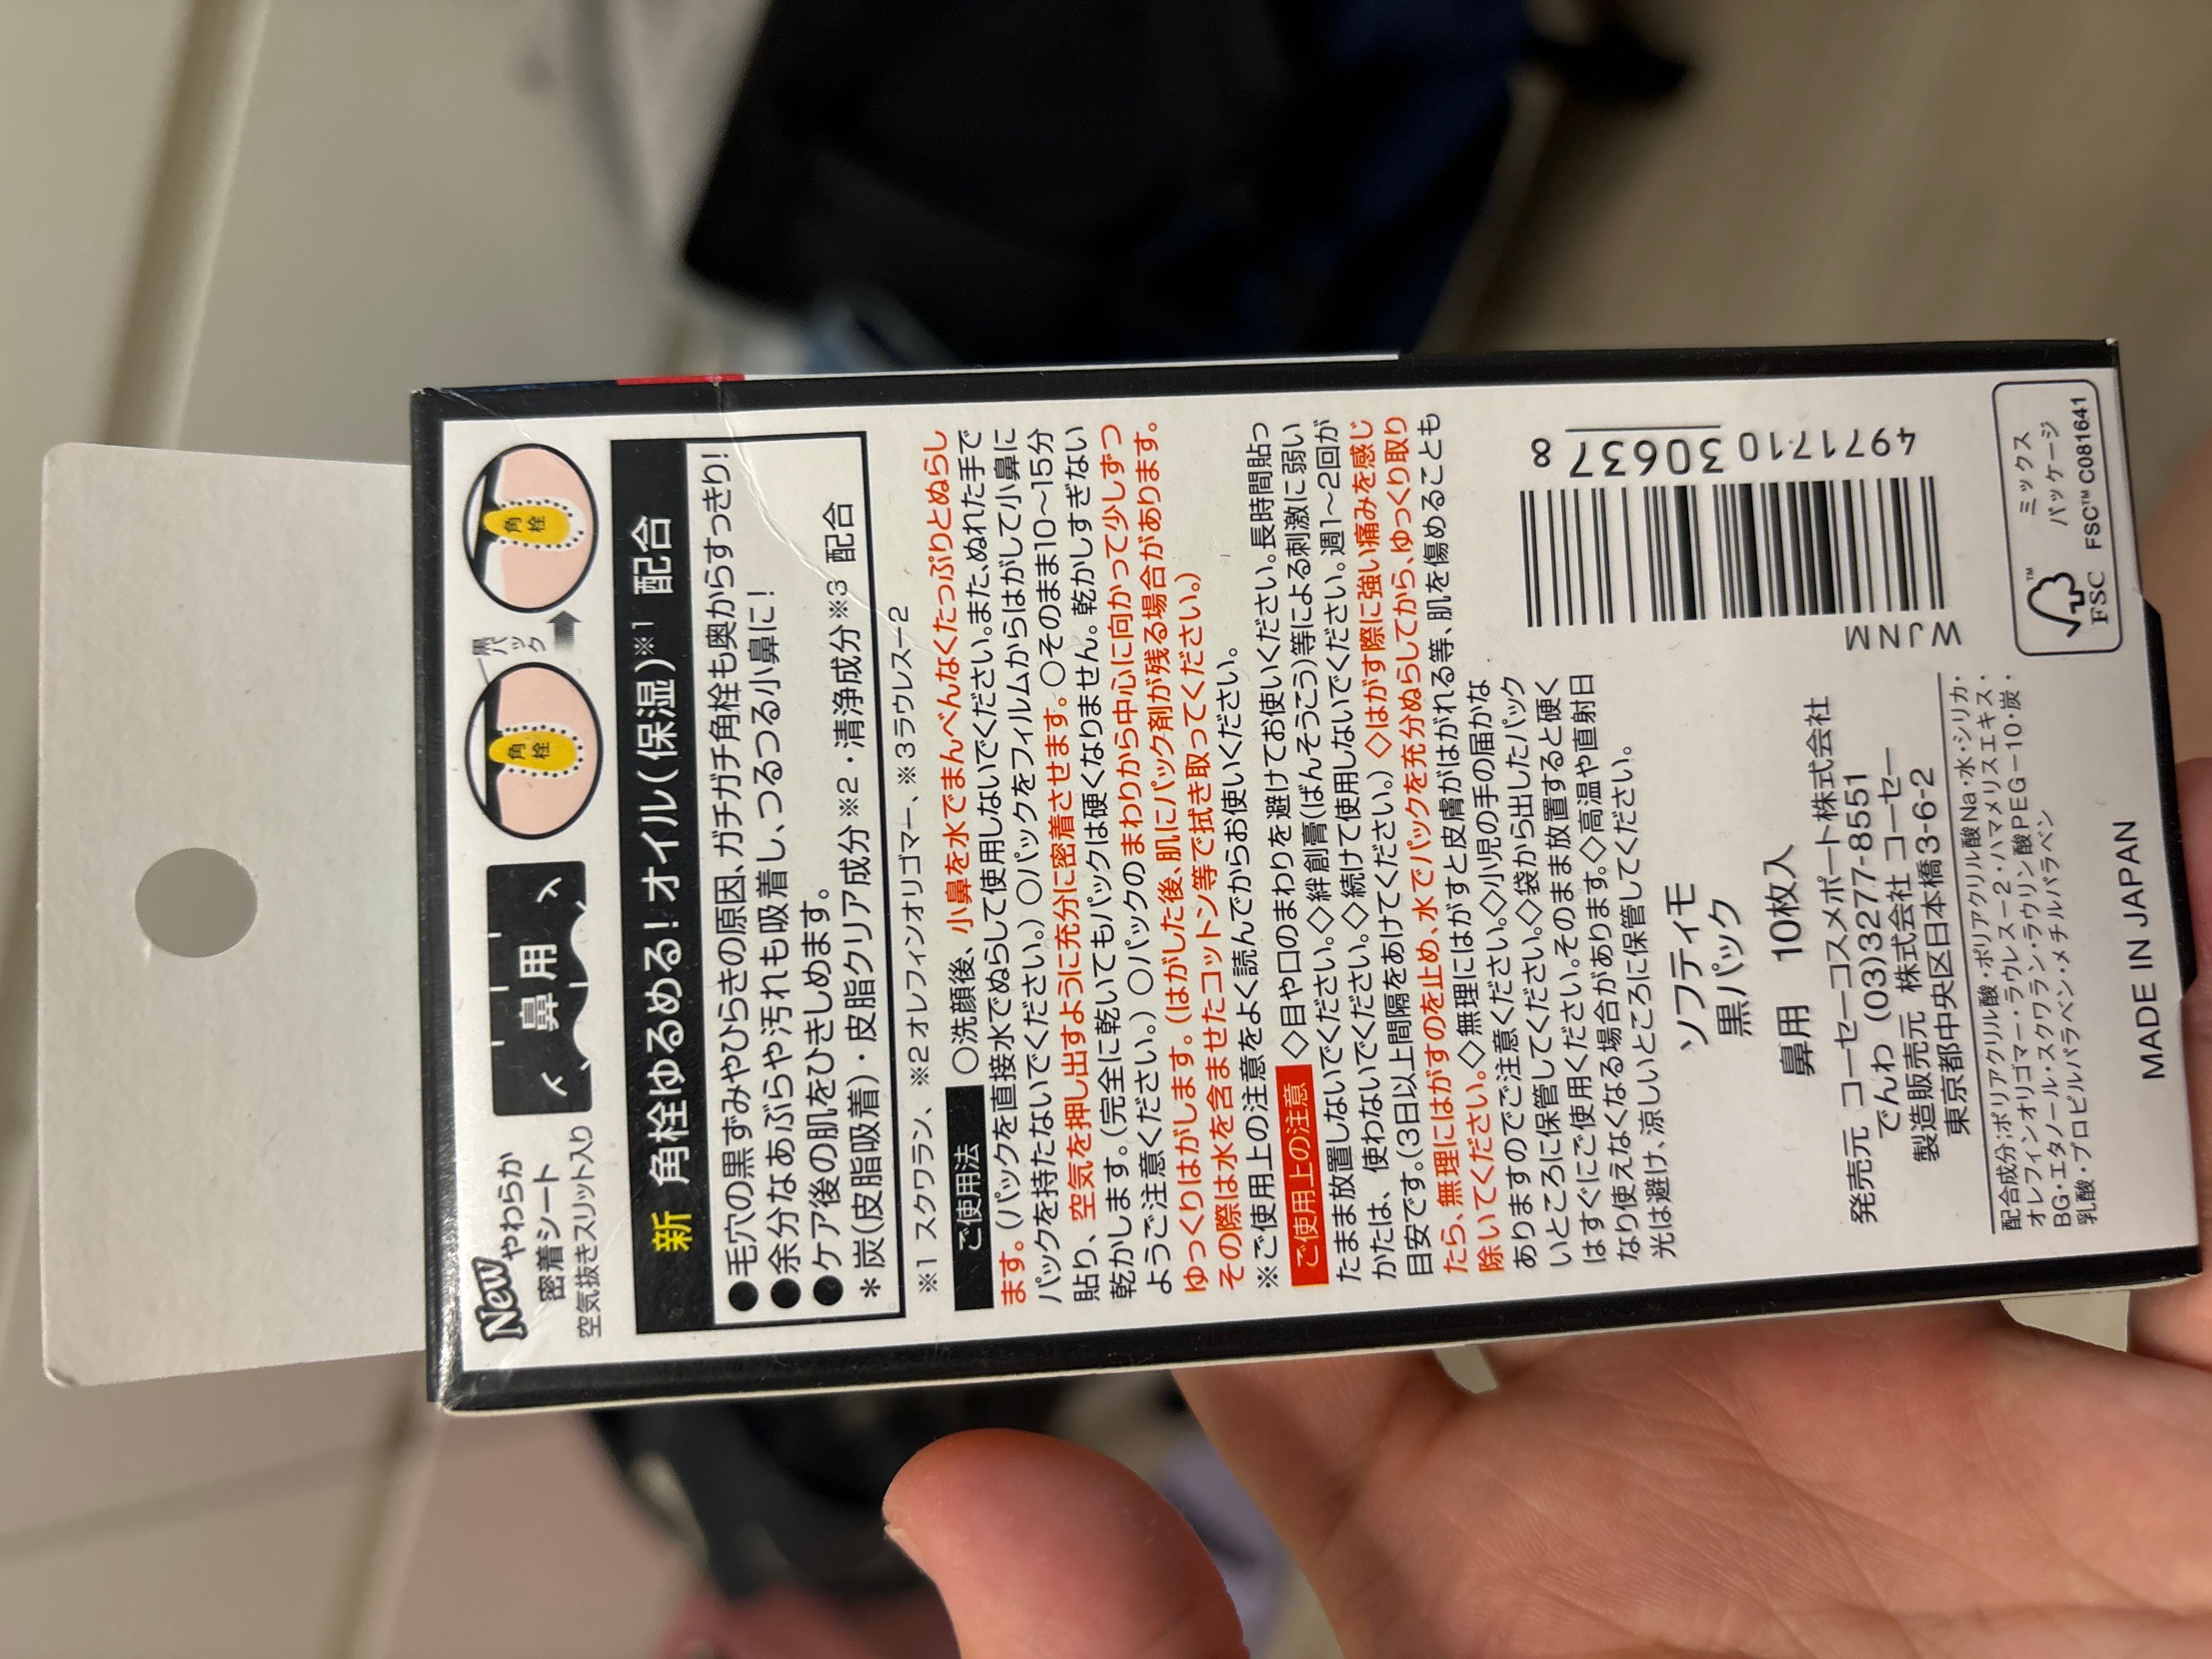 New やわらか
密着シート
空気抜きスリット入り
鼻用
角栓
黒パック
角栓
新 角栓ゆるめる！オイル(保湿)※1 配合
●毛穴の黒ずみやひらきの原因、ガチガチ角栓も奥からすっきり！
●余分なあぶらや汚れも吸着し、つるつる小鼻に！
●ケア後の肌をひきしめます。
＊炭(皮脂吸着)・皮脂クリア成分※2・清浄成分※3 配合
※1 スクワラン、※2オレフィンオリゴマー、※3ラウレス－2
ご使用法 ○洗顔後、小鼻を水でまんべんなくたっぷりとぬらし
ます。(パックを直接水でぬらして使用しないでください。また、ぬれた手で
パックを持たないでください。)○パックをフィルムからはがして小鼻に
貼り、空気を押し出すように充分に密着させます。○そのまま10〜15分
乾かします。(完全に乾いてもパックは硬くなりません。乾かしすぎない
ようご注意ください。)○パックのまわりから中心に向かって少しずつ
ゆっくりはがします。(はがした後、肌にパック剤が残る場合があります。
その際は水を含ませたコットン等で拭き取ってください。)
※ご使用上の注意をよく読んでからお使いください。
ご使用上の注意 ◇目や口のまわりを避けてお使いください。長時間貼っ
たまま放置しないでください。◇絆創膏(ばんそうこう)等による刺激に弱い
かたは、使わないでください。◇続けて使用しないでください。週1〜2回が
目安です。(3日以上間隔をあけてください。)◇はがす際に強い痛みを感じ
たら、無理にはがすのを止め、水でパックを充分ぬらしてから、ゆっくり取り
除いてください。◇無理にはがすと皮膚がはがれる等、肌を傷めることも
ありますのでご注意ください。◇小児の手の届かな
いところに保管してください。◇袋から出したパック
はすぐにご使用ください。そのまま放置すると硬く
なり使えなくなる場合があります。◇高温や直射日
光は避け、涼しいところに保管してください。
ソフティモ
黒パック
鼻用 10枚入
発売元 コーセーコスメポート株式会社
でんわ (03)3277-8551
製造販売元 株式会社 コーセー
東京都中央区日本橋3-6-2
配合成分：ポリアクリル酸・ポリアクリル酸Na・水・シリカ・
オレフィンオリゴマー・ラウレス－2・ハマメリスエキス・
BG・エタノール・スクワラン・ラウリン酸PEG－10・炭・
乳酸・プロピルパラベン・メチルパラベン
MADE IN JAPAN
WJNM
4971710 306378
FSC™
ミックス
パッケージ
FSC FSC™ C081641